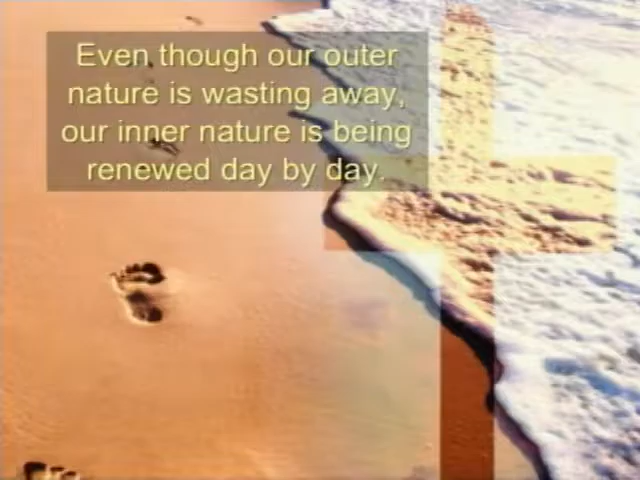 Even though our outer
nature is wasting away,
our inner nature is being
renewed day by day.